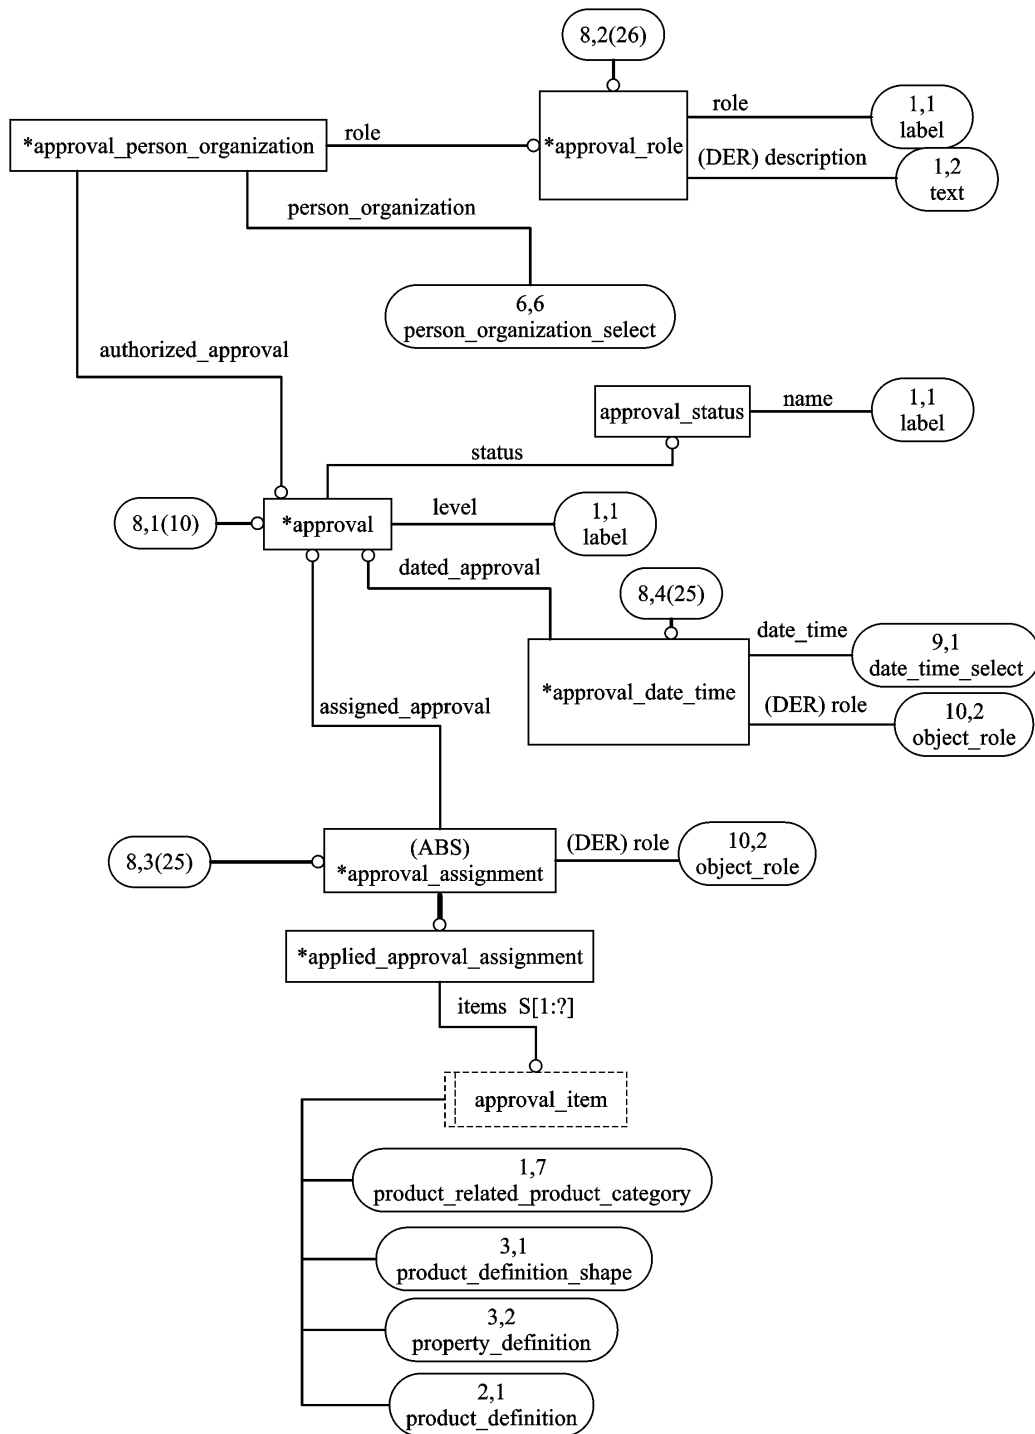 8,2(26)
*approval_person_organization
role
*approval_role
role
1,1
label
(DER) description
1,2
text
person_organization
6,6
person_organization_select
authorized_approval
approval_status
name
1,1
label
status
8,1(10)
*approval
level
1,1
label
dated_approval
8,4(25)
*approval_date_time
date_time
9,1
date_time_select
(DER) role
10,2
object_role
assigned_approval
8,3(25)
(ABS)
*approval_assignment
(DER) role
10,2
object_role
*applied_approval_assignment
items S[1:?]
approval_item
1,7
product_related_product_category
3,1
product_definition_shape
3,2
property_definition
2,1
product_definition